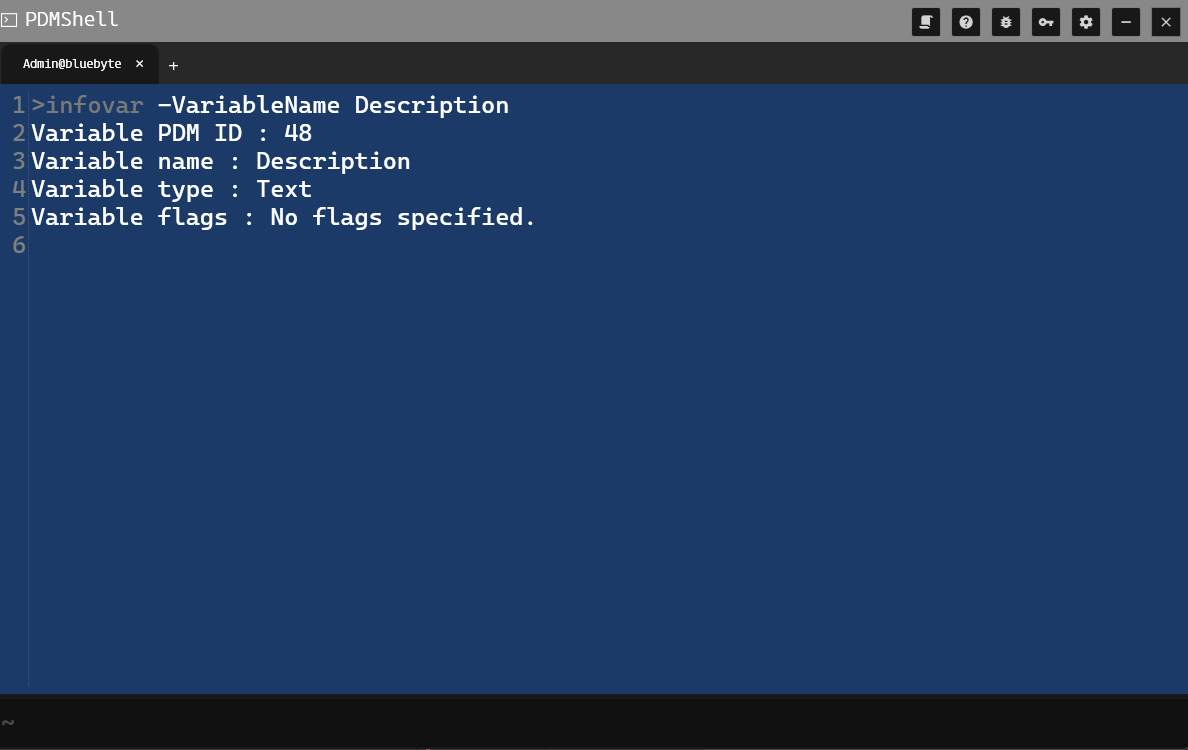 PDMShell
Admin@bluebyte × +
1 >infovar -VariableName Description
2 Variable PDM ID : 48
3 Variable name : Description
4 Variable type : Text
5 Variable flags : No flags specified.
6
~